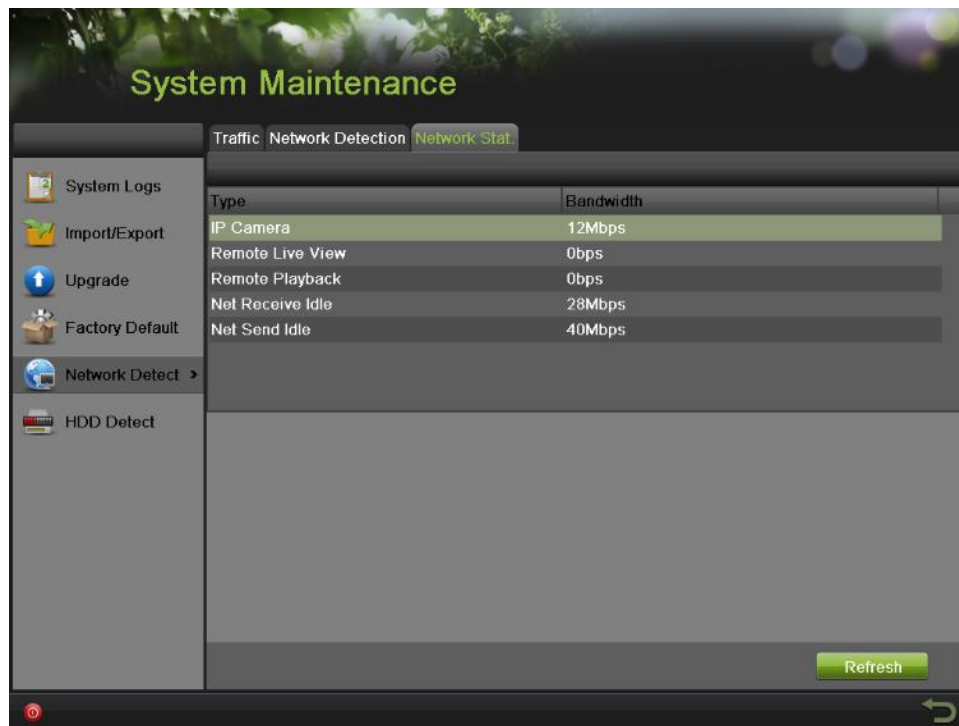 System Maintenance
Traffic Network Detection Network Stat.
System Logs
Import/Export
Upgrade
Factory Default
Network Detect >
HDD Detect
Type Bandwidth
IP Camera 12Mbps
Remote Live View 0bps
Remote Playback 0bps
Net Receive Idle 28Mbps
Net Send Idle 40Mbps
Refresh